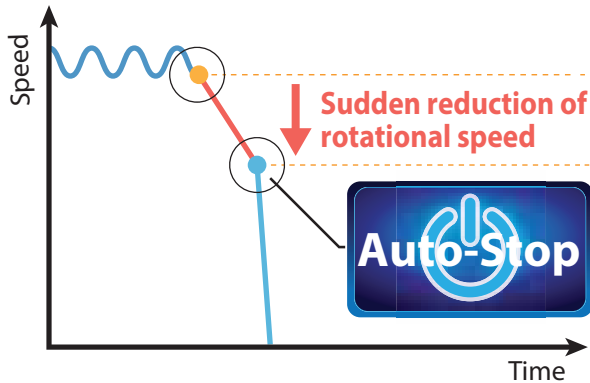 Speed
Sudden reduction of
rotational speed
Auto-Stop
Time